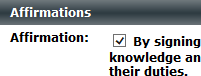 Affirmations
Affirmation: By signing
knowledge an
their duties.